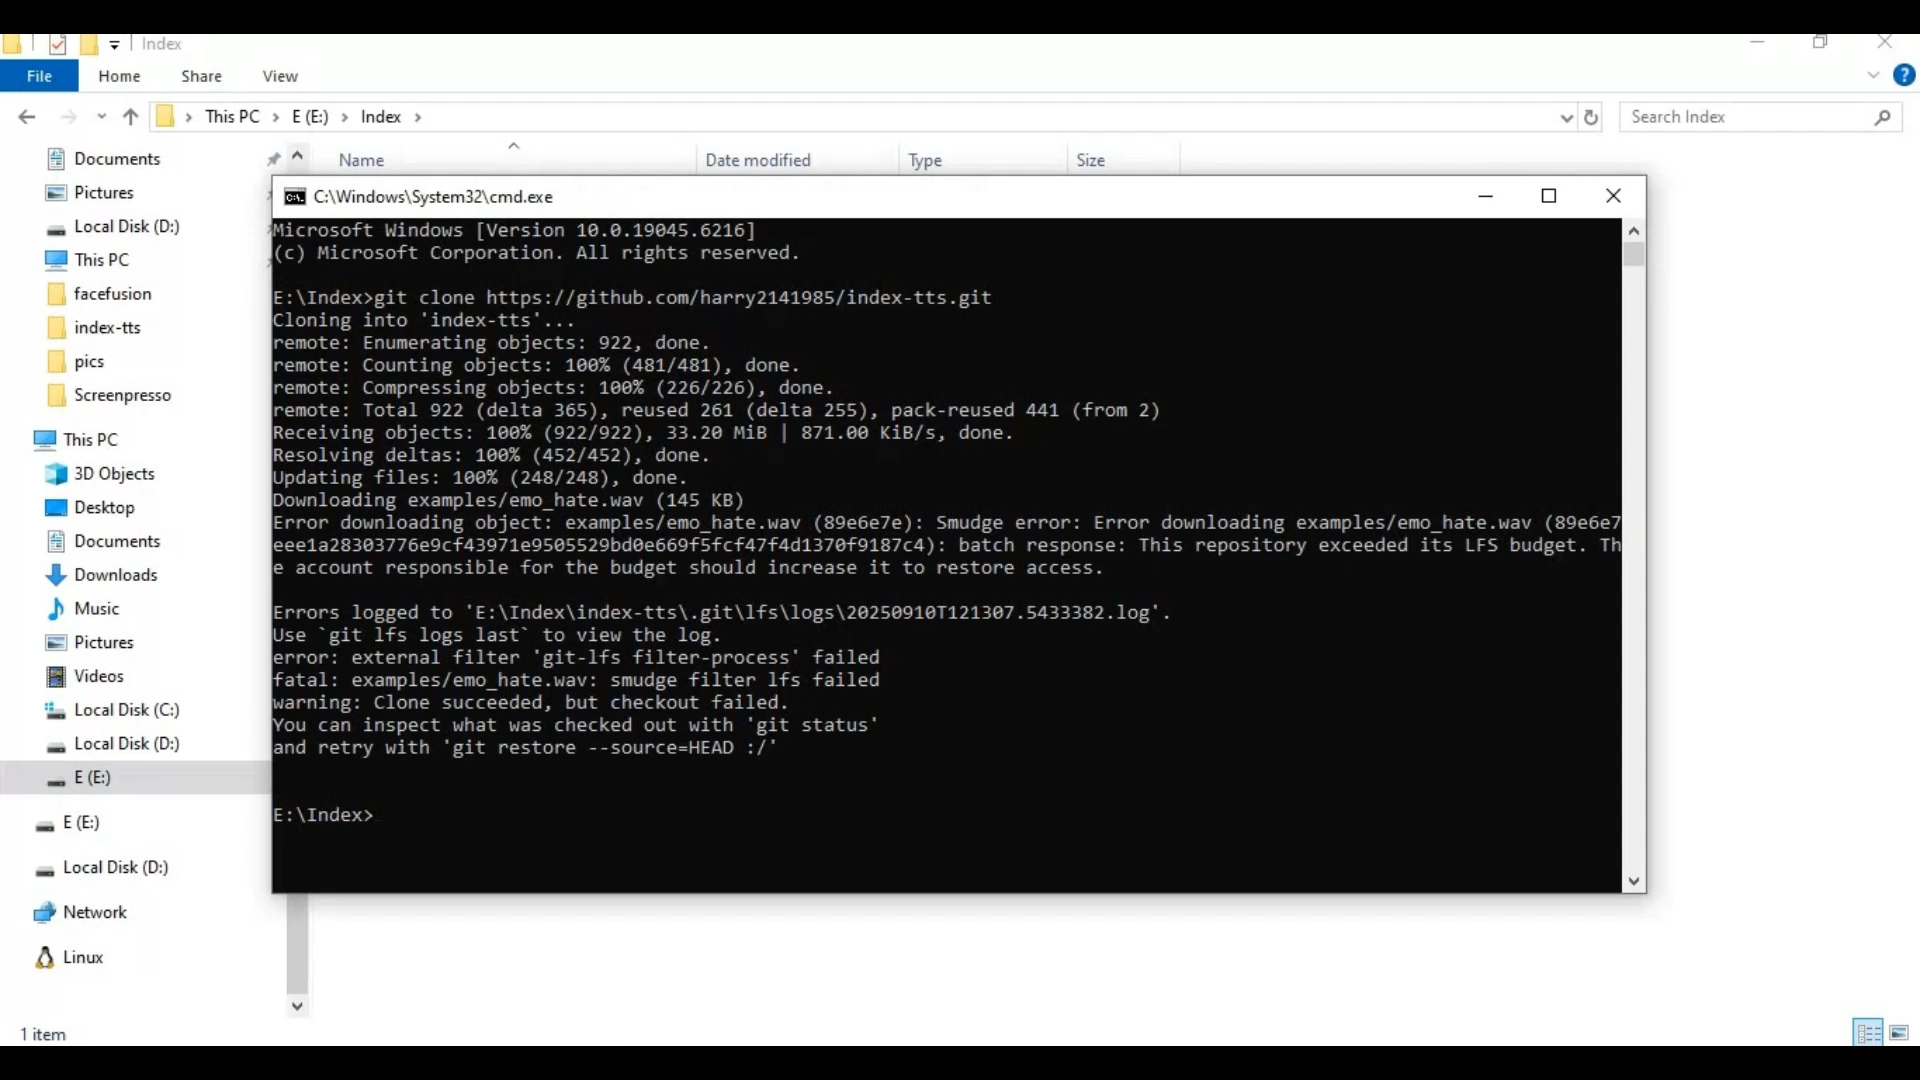 Index
File Home Share View
This PC E (E:) Index
Search Index
Name Date modified Type Size
Documents
Pictures
Local Disk (D:)
This PC
facefusion
index-tts
pics
Screenpresso
This PC
3D Objects
Desktop
Documents
Downloads
Music
Pictures
Videos
Local Disk (C:)
Local Disk (D:)
E (E:)
E (E:)
Local Disk (D:)
Network
Linux
1 item
C:\Windows\System32\cmd.exe
Microsoft Windows [Version 10.0.19045.6216]
(c) Microsoft Corporation. All rights reserved.
E:\Index>git clone https://github.com/harry2141985/index-tts.git
Cloning into 'index-tts'...
remote: Enumerating objects: 922, done.
remote: Counting objects: 100% (481/481), done.
remote: Compressing objects: 100% (226/226), done.
remote: Total 922 (delta 365), reused 261 (delta 255), pack-reused 441 (from 2)
Receiving objects: 100% (922/922), 33.20 MiB | 871.00 KiB/s, done.
Resolving deltas: 100% (452/452), done.
Updating files: 100% (248/248), done.
Downloading examples/emo_hate.wav (145 KB)
Error downloading object: examples/emo_hate.wav (89e6e7e): Smudge error: Error downloading examples/emo_hate.wav (89e6e7
eee1a28303776e9cf43971e9505529bd0e669f5fcf47f4d1370f9187c4): batch response: This repository exceeded its LFS budget. Th
e account responsible for the budget should increase it to restore access.
Errors logged to 'E:\Index\index-tts\.git\lfs\logs\20250910T121307.5433382.log'.
Use `git lfs logs last` to view the log.
error: external filter 'git-lfs filter-process' failed
fatal: examples/emo_hate.wav: smudge filter lfs failed
warning: Clone succeeded, but checkout failed.
You can inspect what was checked out with 'git status'
and retry with 'git restore --source=HEAD :/'
E:\Index>